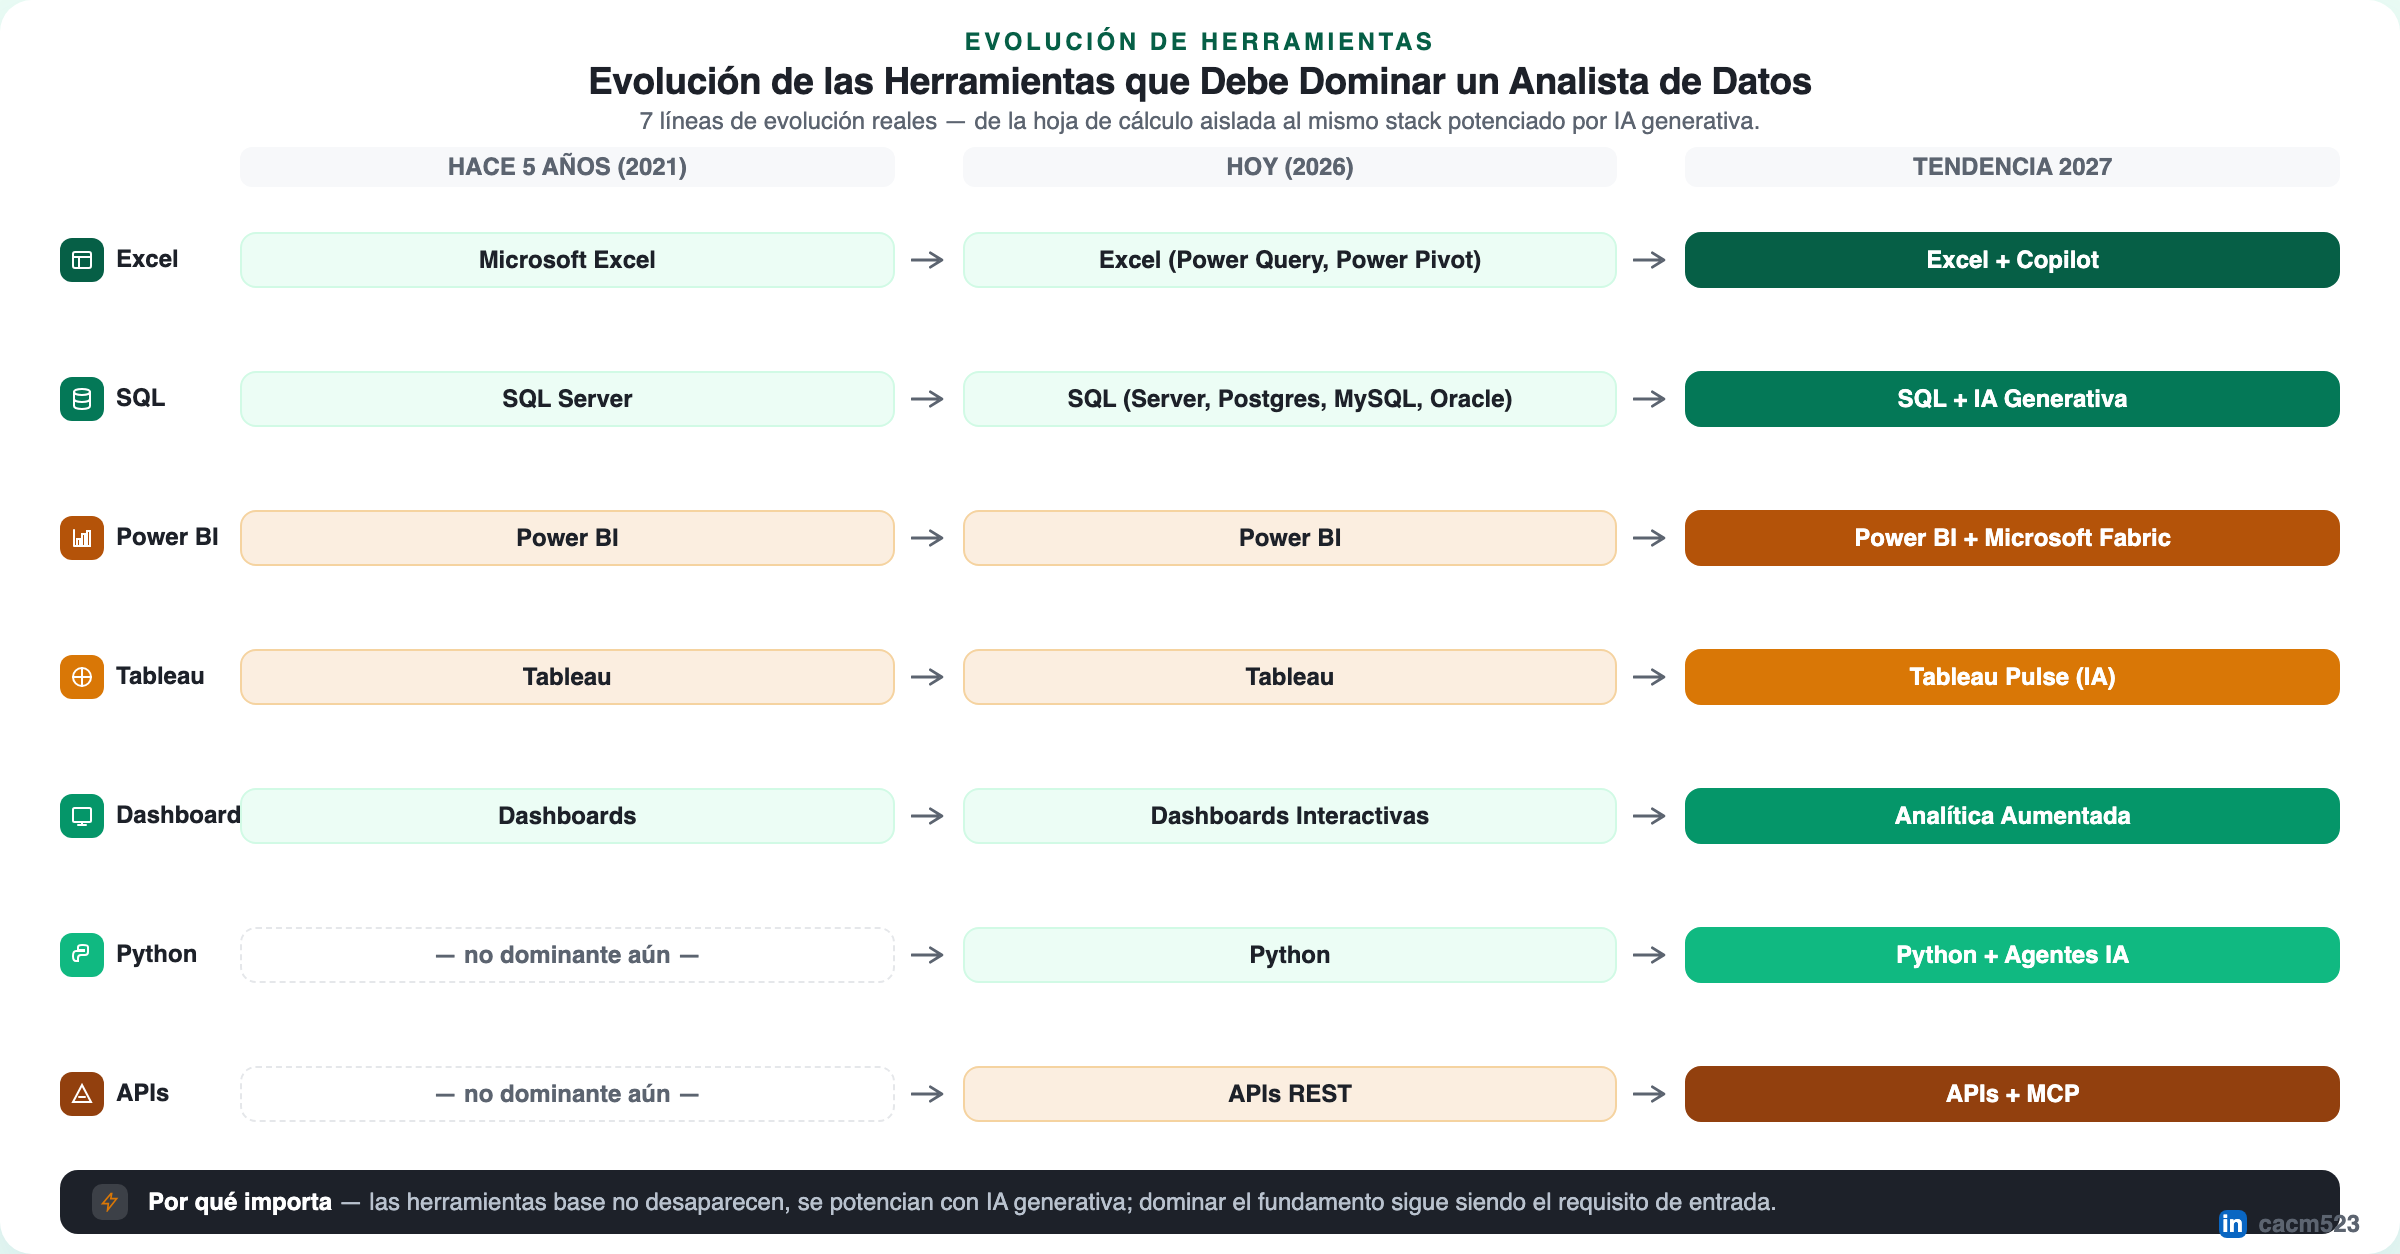 EVOLUCIÓN DE HERRAMIENTAS
Evolución de las Herramientas que Debe Dominar un Analista de Datos
7 líneas de evolución reales — de la hoja de cálculo aislada al mismo stack potenciado por IA generativa.
HACE 5 AÑOS (2021)
HOY (2026)
TENDENCIA 2027
Excel
Microsoft Excel
Excel (Power Query, Power Pivot)
Excel + Copilot
SQL
SQL Server
SQL (Server, Postgres, MySQL, Oracle)
SQL + IA Generativa
Power BI
Power BI
Power BI
Power BI + Microsoft Fabric
Tableau
Tableau
Tableau
Tableau Pulse (IA)
Dashboard
Dashboards
Dashboards Interactivas
Analítica Aumentada
Python
— no dominante aún —
Python
Python + Agentes IA
APIs
— no dominante aún —
APIs REST
APIs + MCP
Por qué importa — las herramientas base no desaparecen, se potencian con IA generativa; dominar el fundamento sigue siendo el requisito de entrada.
in cacm523